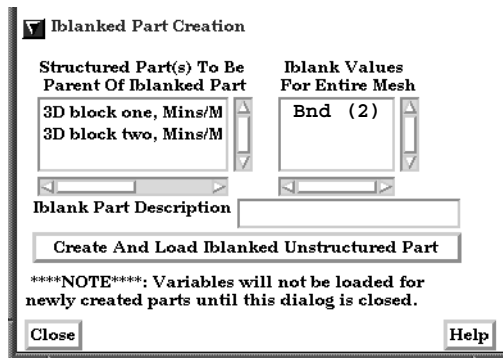 Iblanked Part Creation
Structured Part(s) To Be
Parent Of Iblanked Part
3D block one, Mins/M
3D block two, Mins/M
Iblank Values
For Entire Mesh
Bnd (2)
Iblank Part Description
Create And Load Iblanked Unstructured Part
****NOTE****: Variables will not be loaded for
newly created parts until this dialog is closed.
Close
Help